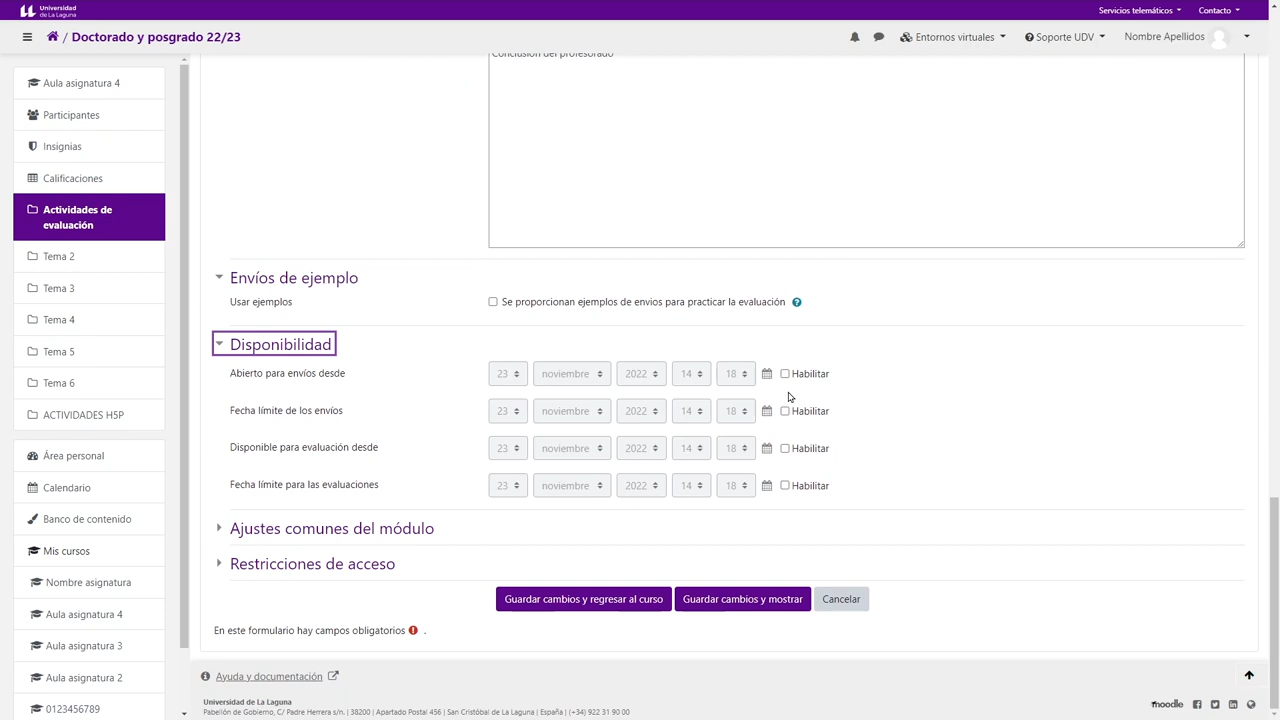 Universidad
de La Laguna
Servicios telemáticos
Contacto
/ Doctorado y posgrado 22/23
Entornos virtuales
Soporte UDV
Nombre Apellidos
Aula asignatura 4
Participantes
Insignias
Calificaciones
Actividades de
evaluación
Tema 2
Tema 3
Tema 4
Tema 5
Tema 6
ACTIVIDADES H5P
Área personal
Calendario
Banco de contenido
Mis cursos
Nombre asignatura
Aula asignatura 4
Aula asignatura 3
Aula asignatura 2
0123456789
Conclusión del profesorado
Envíos de ejemplo
Usar ejemplos
Se proporcionan ejemplos de envios para practicar la evaluación
Disponibilidad
Abierto para envíos desde 23 noviembre 2022 14 18 Habilitar
Fecha límite de los envíos 23 noviembre 2022 14 18 Habilitar
Disponible para evaluación desde 23 noviembre 2022 14 18 Habilitar
Fecha límite para las evaluaciones 23 noviembre 2022 14 18 Habilitar
Ajustes comunes del módulo
Restricciones de acceso
Guardar cambios y regresar al curso
Guardar cambios y mostrar
Cancelar
En este formulario hay campos obligatorios .
Ayuda y documentación
Universidad de La Laguna
Pabellón de Gobierno, C/ Padre Herrera s/n. | 38200 | Apartado Postal 456 | San Cristóbal de La Laguna | España | (+34) 922 31 90 00
moodle